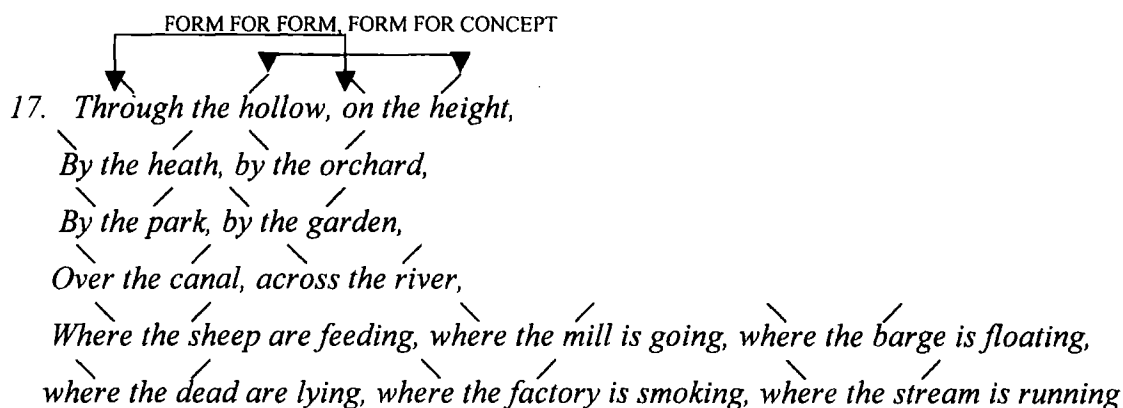 FORM FOR FORM, FORM FOR CONCEPT
17. Through the hollow, on the height,
By the heath, by the orchard,
By the park, by the garden,
Over the canal, across the river,
Where the sheep are feeding, where the mill is going, where the barge is floating,
where the dead are lying, where the factory is smoking, where the stream is running